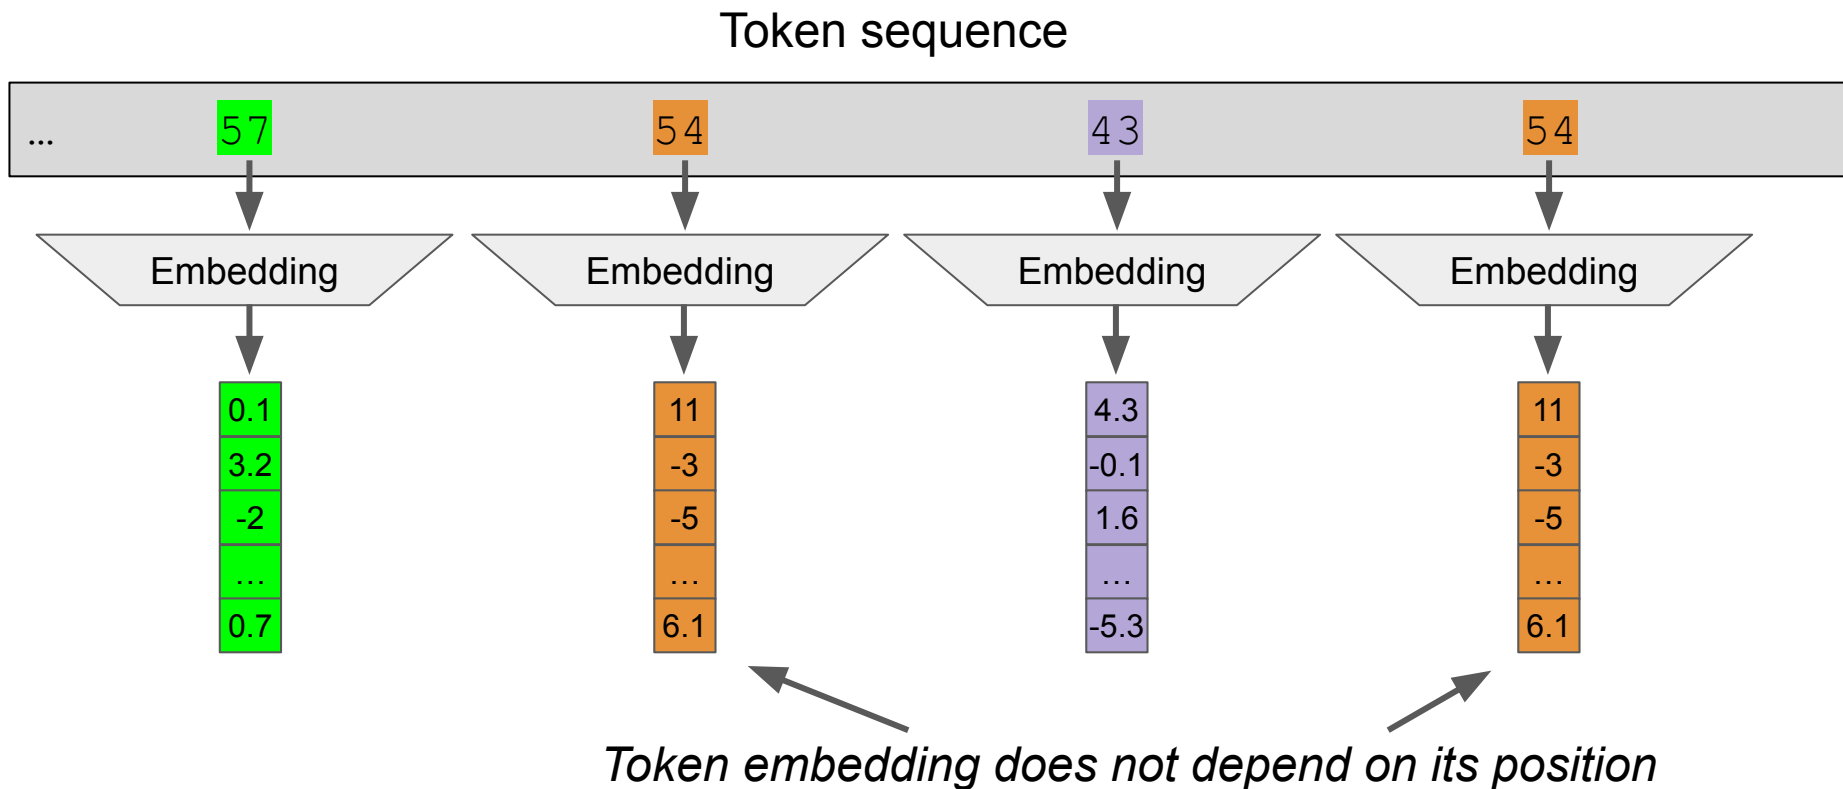 Token sequence
... 57 54 43 54
Embedding Embedding Embedding Embedding
0.1 11 4.3 11
3.2 -3 -0.1 -3
-2 -5 1.6 -5
... ... ... ...
0.7 6.1 -5.3 6.1
Token embedding does not depend on its position